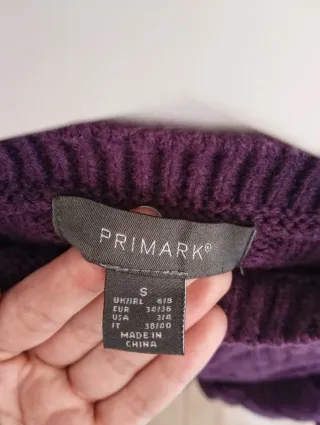 PRIMARK®
S
UK/IRL 6/8
EUR 34/36
USA 2/4
IT 38/40
MADE IN
CHINA